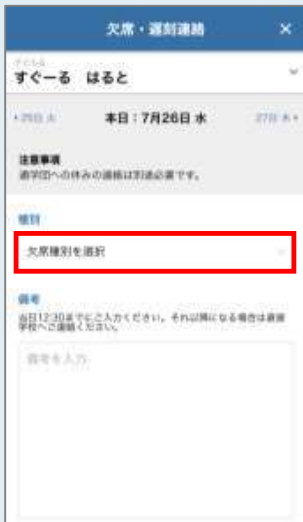 欠席・遅刻連絡 ×
すぐーる　はると
本日：7月26日 水
注意事項
通学団への休みの連絡は別途必要です。
種別
欠席種別を選択
備考
当日12:30までにご入力ください。それ以降になる場合は直接
学校へご連絡ください。
備考を入力